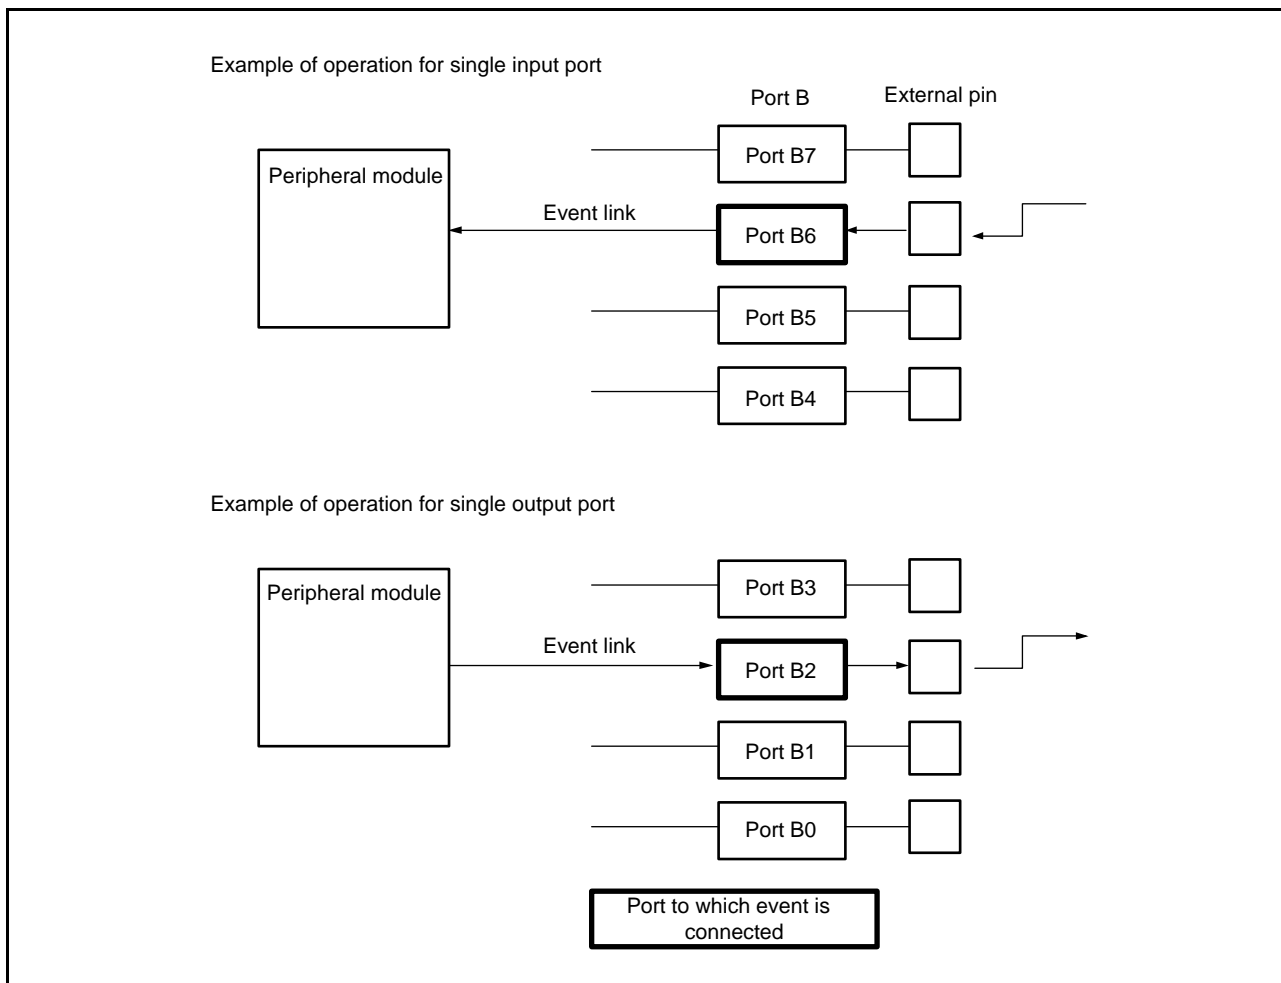 Example of operation for single input port
Port B
External pin
Peripheral module
Port B7
Event link
Port B6
Port B5
Port B4
Example of operation for single output port
Peripheral module
Port B3
Event link
Port B2
Port B1
Port B0
Port to which event is
connected